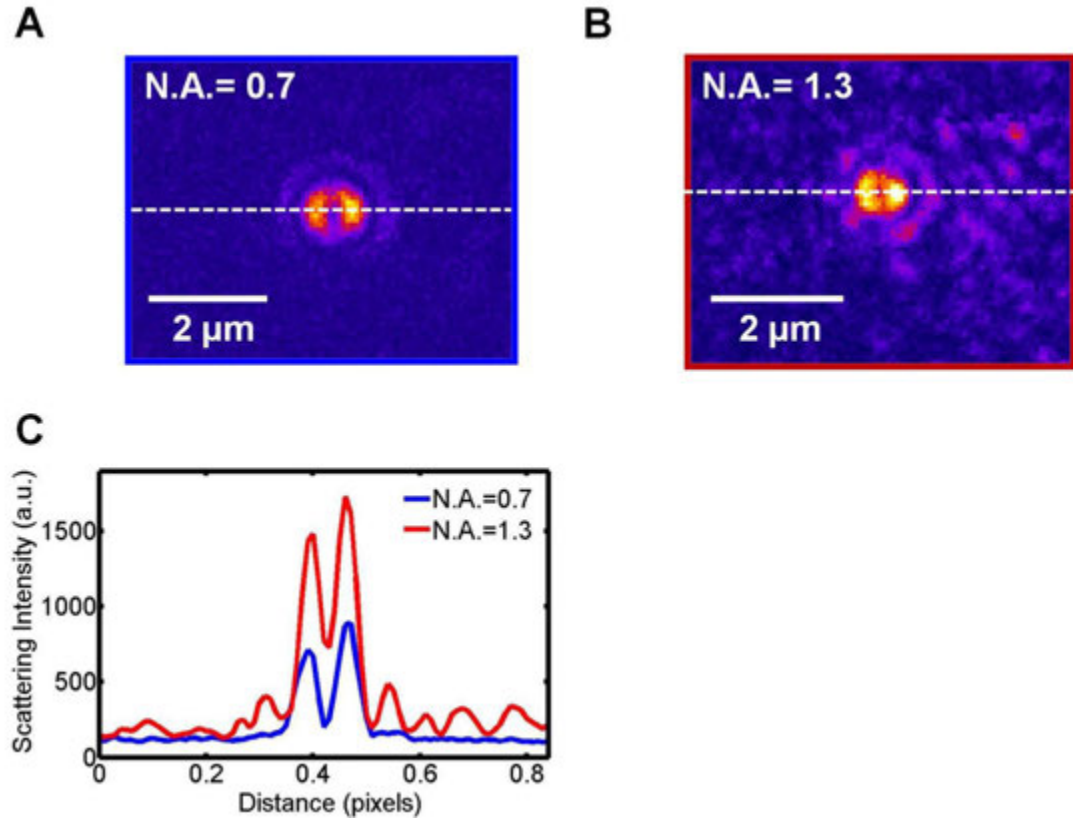 A
N.A.= 0.7
2 µm
B
N.A.= 1.3
2 µm
C
Scattering Intensity (a.u.)
1500
1000
500
0
N.A.=0.7
N.A.=1.3
0 0.2 0.4 0.6 0.8
Distance (pixels)